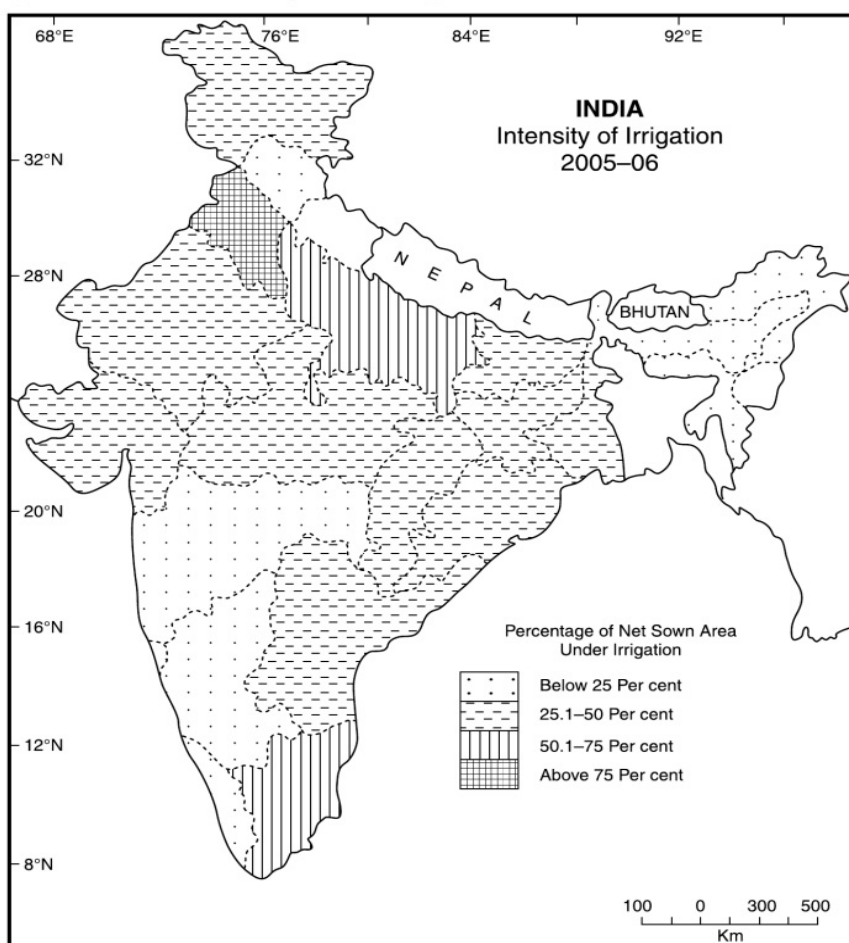 68°E 76°E 84°E 92°E
INDIA
Intensity of Irrigation
2005–06
32°N
28°N
NEPAL
BHUTAN
20°N
16°N
Percentage of Net Sown Area
Under Irrigation
Below 25 Per cent
25.1–50 Per cent
50.1–75 Per cent
Above 75 Per cent
12°N
8°N
100 0 300 500
Km